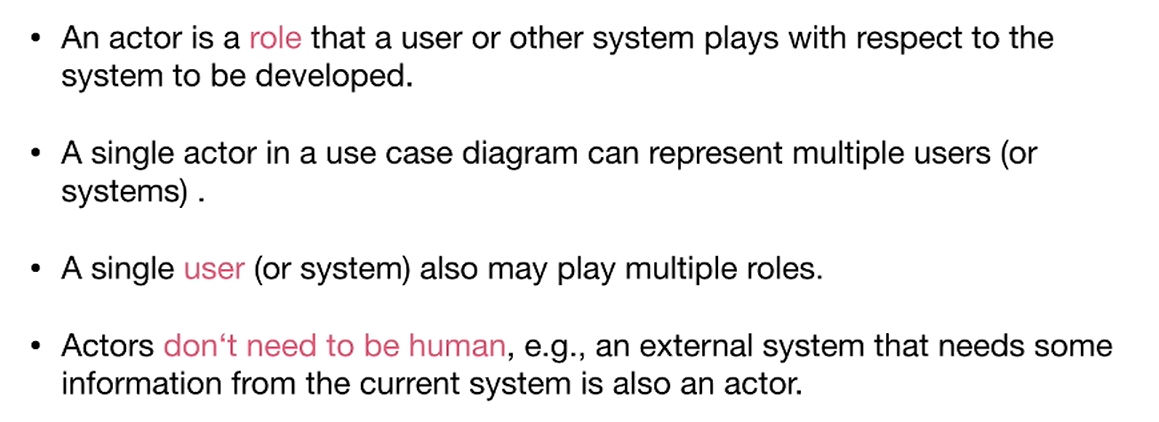 • An actor is a role that a user or other system plays with respect to the
system to be developed.
• A single actor in a use case diagram can represent multiple users (or
systems) .
• A single user (or system) also may play multiple roles.
• Actors don‘t need to be human, e.g., an external system that needs some
information from the current system is also an actor.